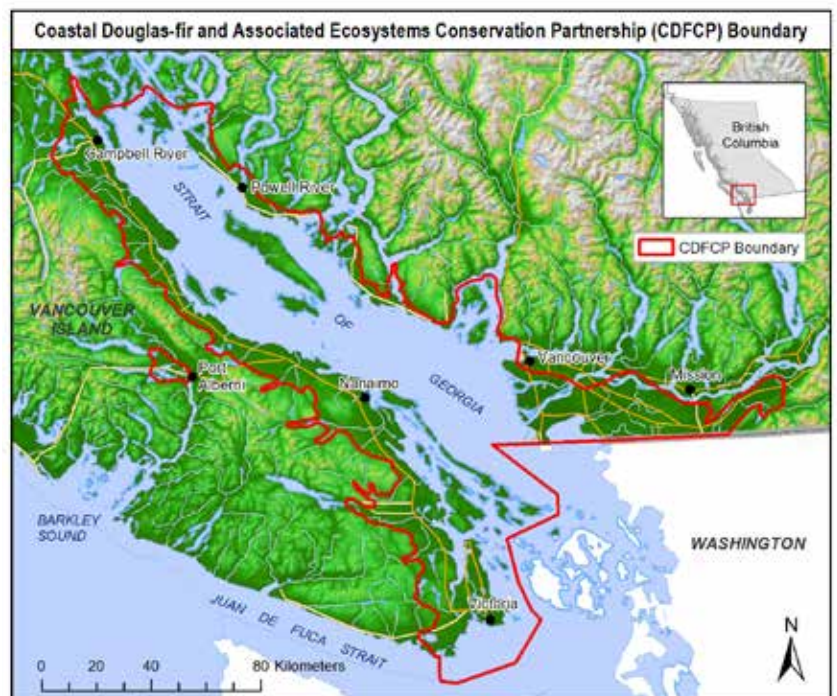 Coastal Douglas-fir and Associated Ecosystems Conservation Partnership (CDFCP) Boundary
British
Columbia
CDFCP Boundary
Campbell River
Powell River
STRAIT
OF
GEORGIA
VANCOUVER
ISLAND
Port
Alberni
Nanaimo
Vancouver
Mission
BARKLEY
SOUND
WASHINGTON
Victoria
JUAN DE FUCA STRAIT
N
0 20 40 80 Kilometers